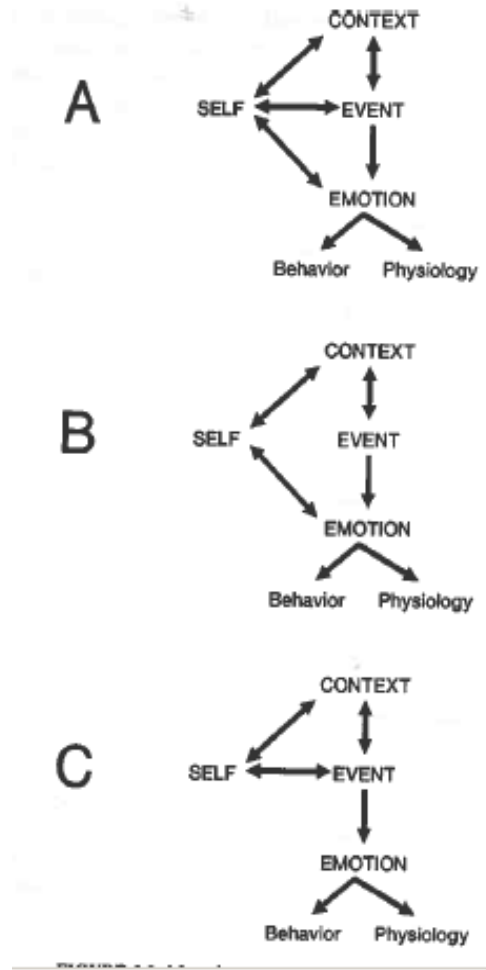 CONTEXT
A
SELF EVENT
EMOTION
Behavior Physiology
CONTEXT
B
SELF EVENT
EMOTION
Behavior Physiology
CONTEXT
C
SELF EVENT
EMOTION
Behavior Physiology